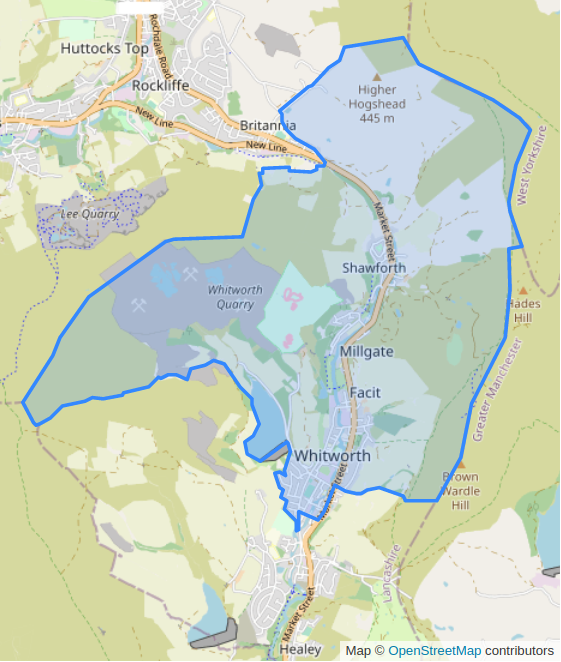 Huttocks Top
Rochdale Road
Rockliffe
Higher
Hogshead
445 m
New Line
Britannia
New Line
West Yorkshire
Lee Quarry
Market Street
Shawforth
Whitworth
Quarry
Hades
Hill
Millgate
Greater Manchester
Facit
Whitworth
Market Street
Brown
Wardle
Hill
Lancashire
Market Street
Healey
Map © OpenStreetMap contributors